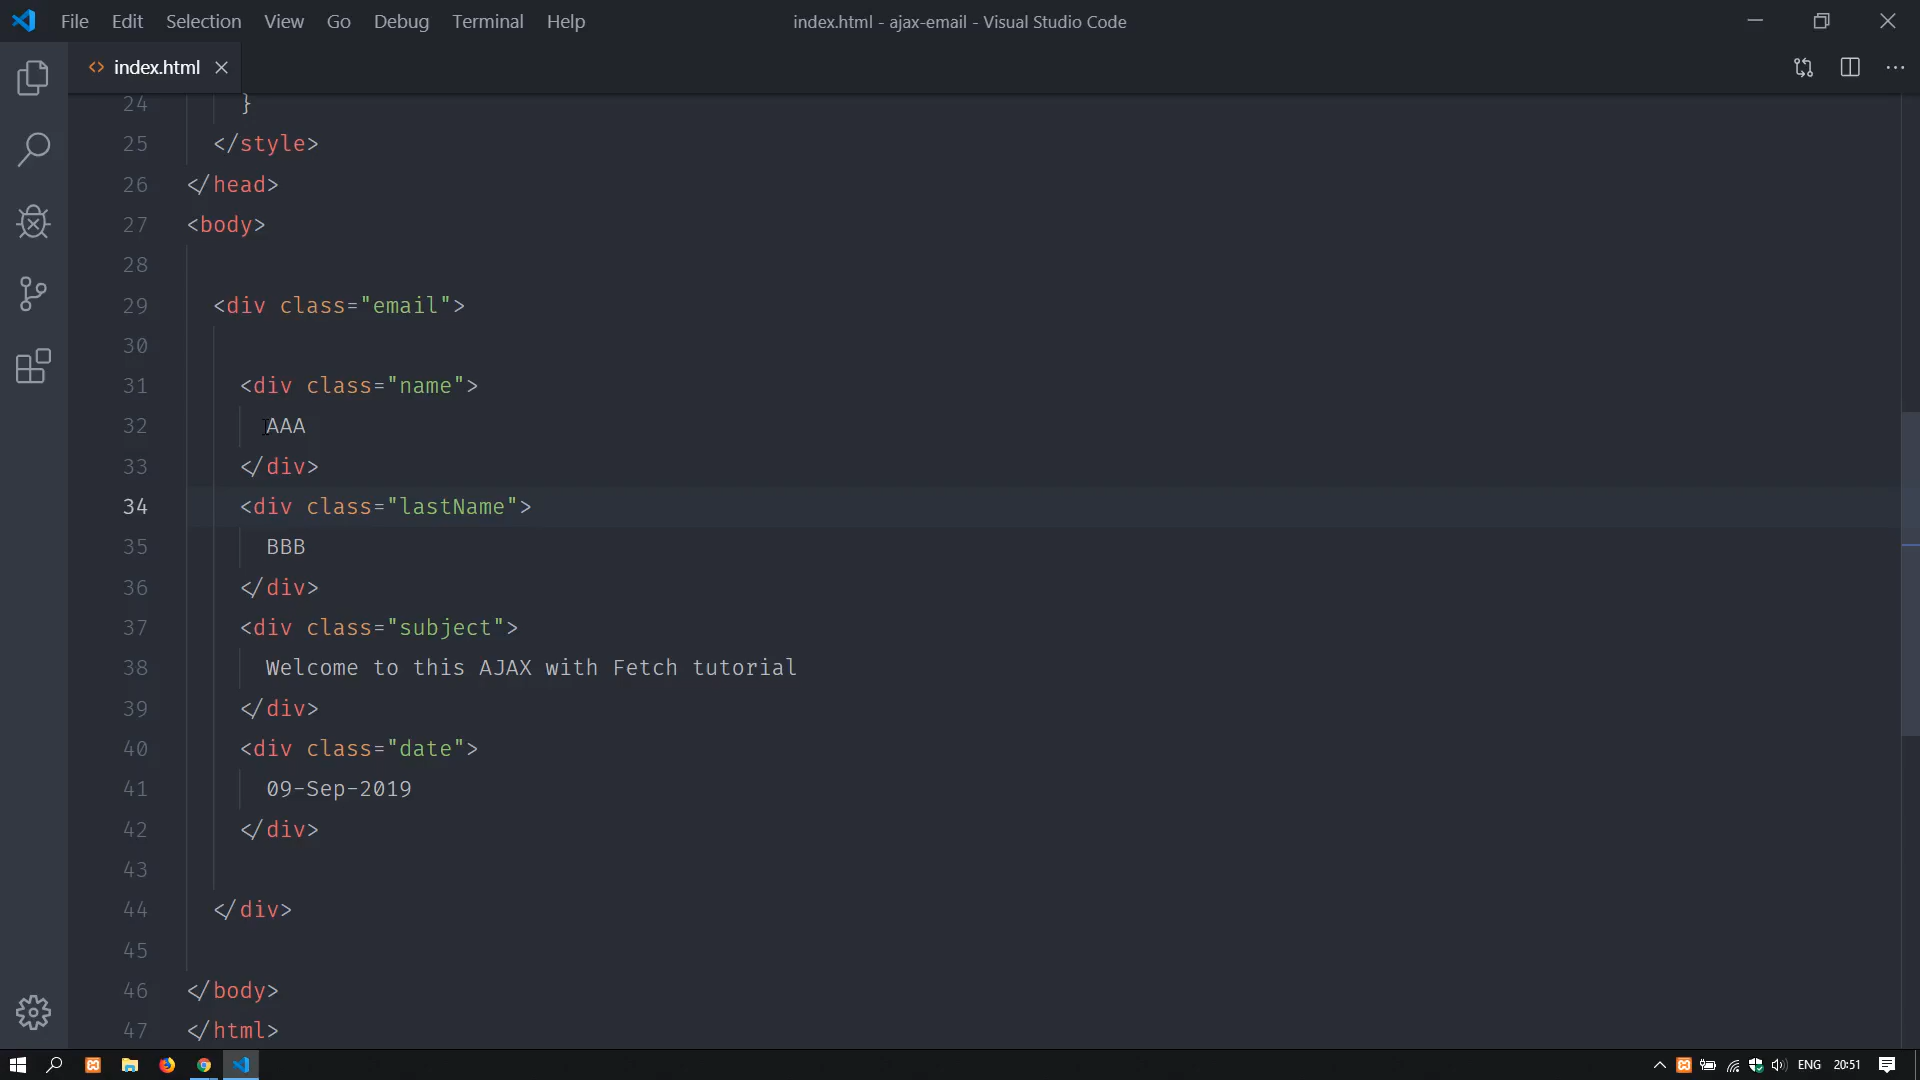 File Edit Selection View Go Debug Terminal Help index.html - ajax-email - Visual Studio Code
index.html
24 }
25 </style>
26 </head>
27 <body>
28
29 <div class="email">
30
31 <div class="name">
32 AAA
33 </div>
34 <div class="lastName">
35 BBB
36 </div>
37 <div class="subject">
38 Welcome to this AJAX with Fetch tutorial
39 </div>
40 <div class="date">
41 09-Sep-2019
42 </div>
43
44 </div>
45
46 </body>
47 </html>
ENG 20:51